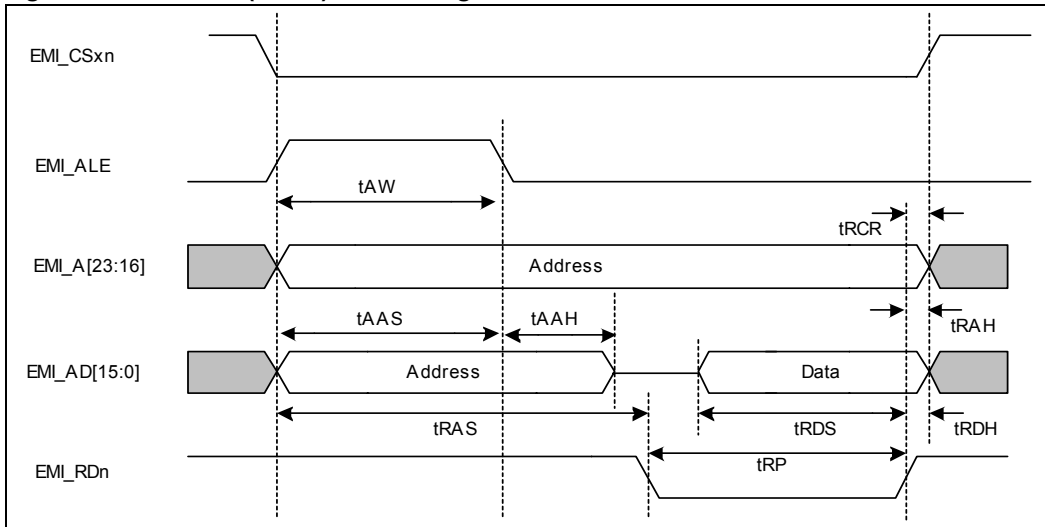 EMI_CSxn
EMI_ALE
tAW
tRCR
EMI_A[23:16]
Address
tAAS
tAAH
tRAH
EMI_AD[15:0]
Address
Data
tRAS
tRDS
tRDH
tRP
EMI_RDn